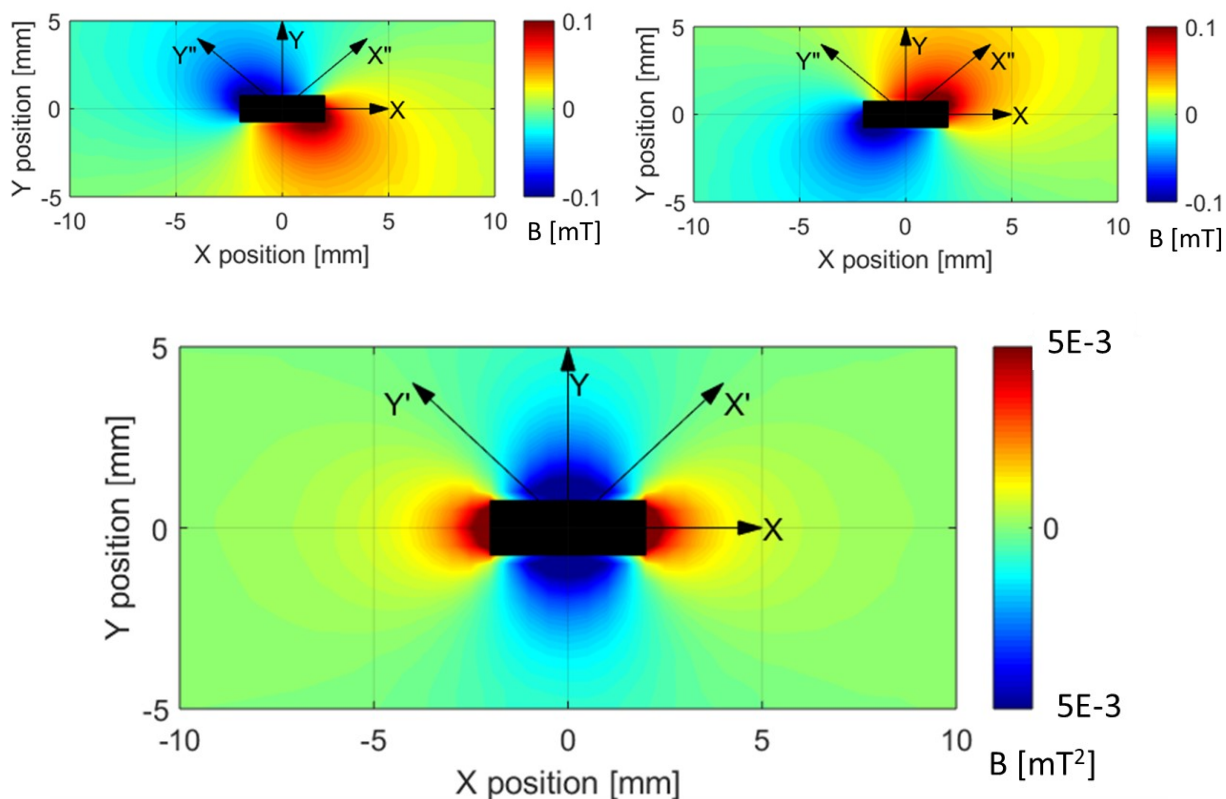 5
0.1
Y"
Y
X"
Y position [mm]
0
X
0
-5
-0.1
-10
-5
0
5
10
B [mT]
X position [mm]
5
0.1
Y"
Y
X"
Y position [mm]
0
X
0
-5
-0.1
-10
-5
0
5
10
B [mT]
X position [mm]
5
5E-3
Y'
Y
X'
Y position [mm]
0
X
0
-5
5E-3
-10
-5
0
5
10
B [mT²]
X position [mm]